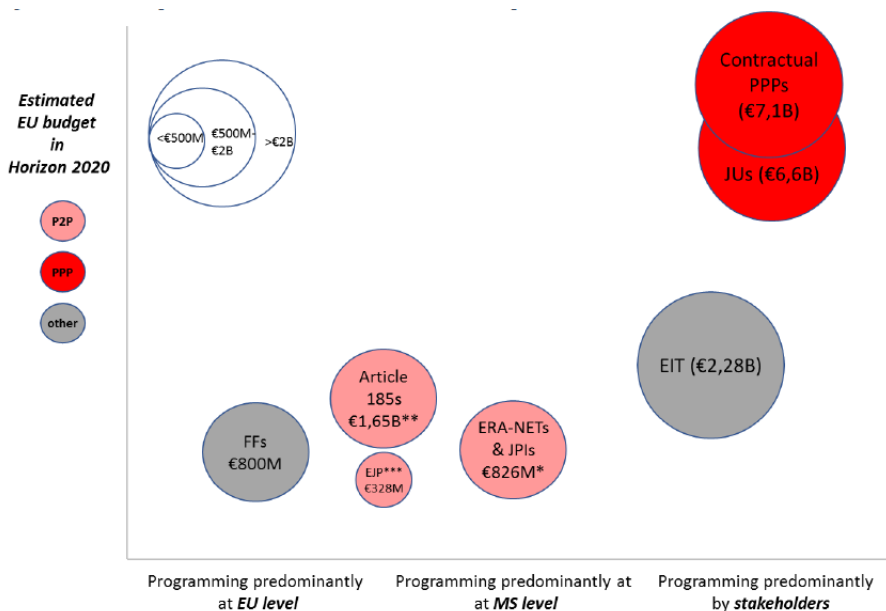 Estimated
EU budget
in
Horizon 2020
P2P
PPP
other
<€500M
€500M-
€2B
>€2B
Contractual
PPPs
(€7,1B)
JUs (€6,6B)
EIT (€2,28B)
Article
185s
€1,65B**
EJP***
€328M
ERA-NETs
& JPIs
€826M*
FFs
€800M
Programming predominantly
at EU level
Programming predominantly at
at MS level
Programming predominantly
by stakeholders